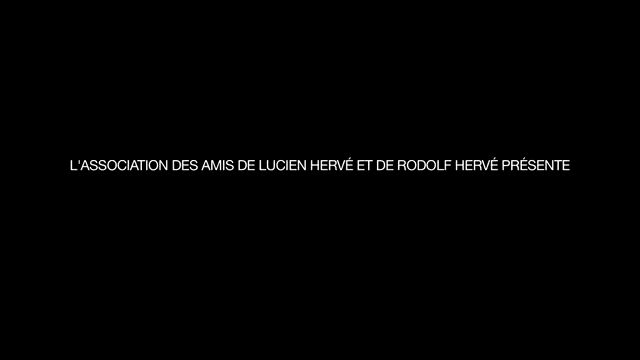 L'ASSOCIATION DES AMIS DE LUCIEN HERVÉ ET DE RODOLF HERVÉ PRÉSENTE